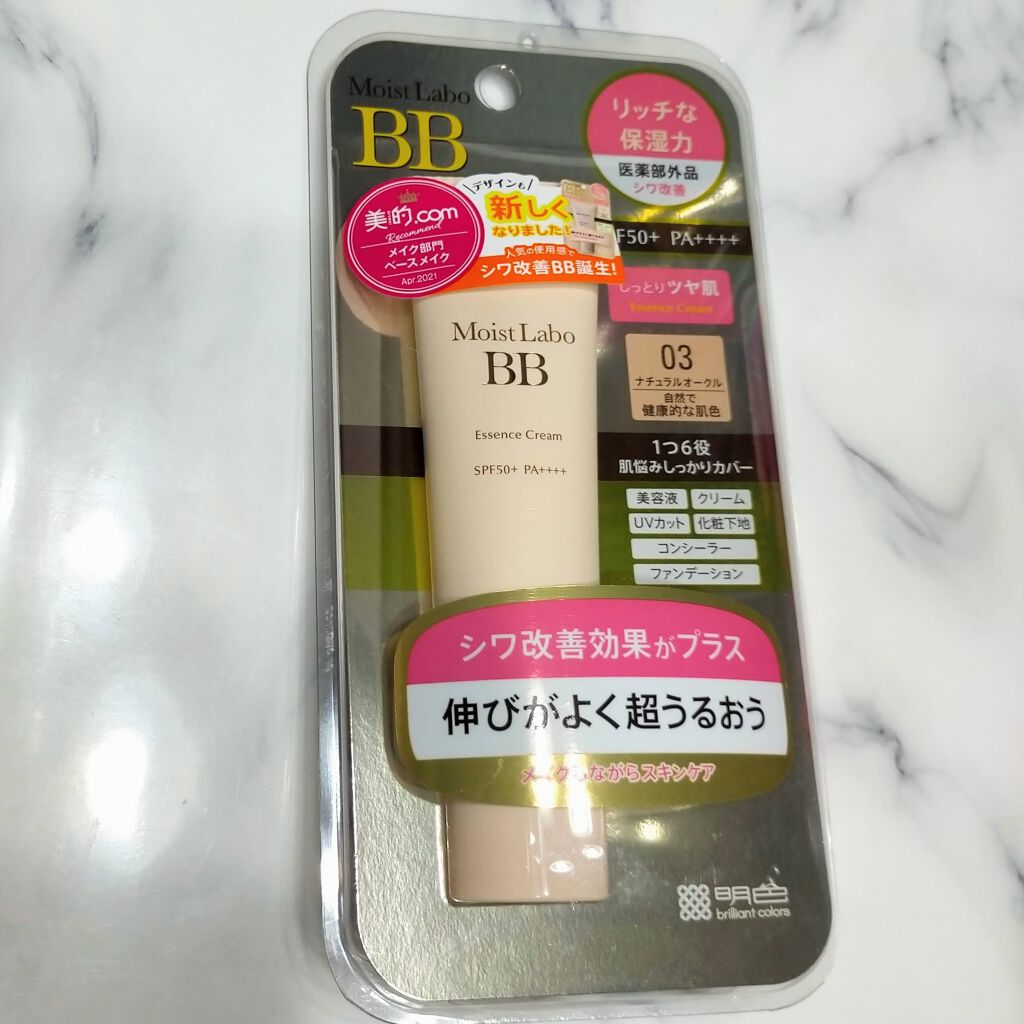 Moist Labo
BB
リッチな
保湿力
医薬部外品
シワ改善
美的.com
Recommend
メイク部門
ベースメイク
Apr.2021
デザインも
新しく
なりました!
人気の使用感で
シワ改善BB誕生!
F50+ PA++++
しっとりツヤ肌
Essence Cream
03
ナチュラルオークル
自然で
健康的な肌色
Moist Labo
BB
Essence Cream
SPF50+ PA++++
1つ6役
肌悩みしっかりカバー
美容液 クリーム
UVカット 化粧下地
コンシーラー
ファンデーション
シワ改善効果がプラス
伸びがよく超うるおう
メイクしながらスキンケア
明色
brilliant colors